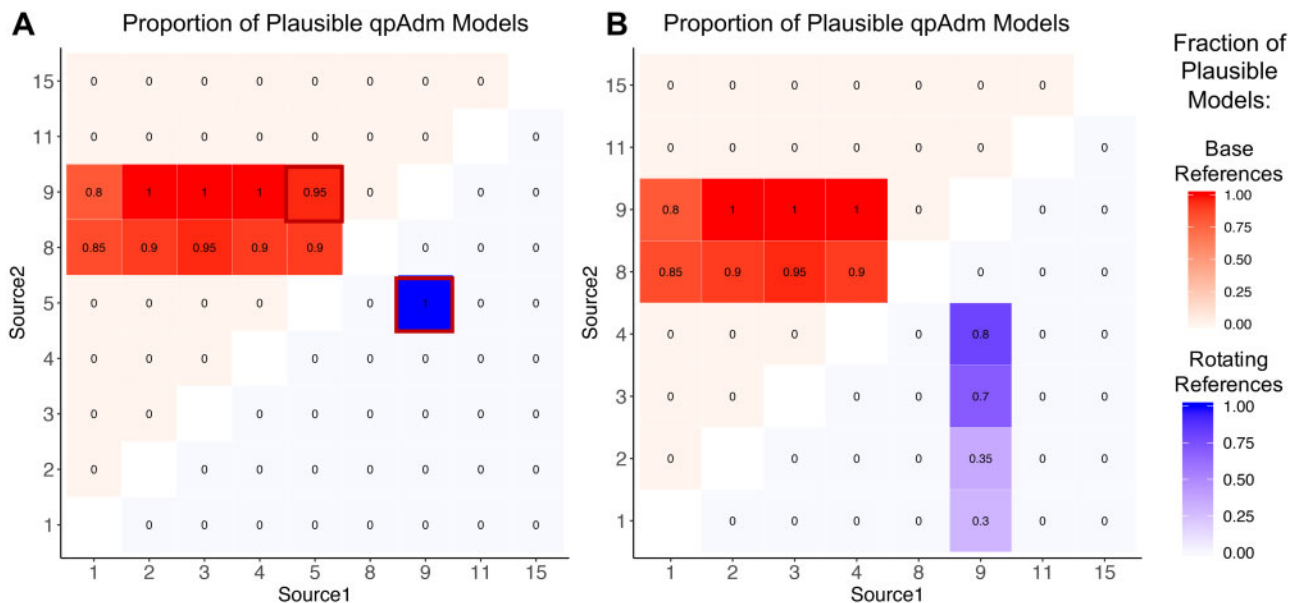 A Proportion of Plausible qpAdm Models
15 0 0 0 0 0 0 0 0
11 0 0 0 0 0 0 0 0
9 0.8 1 1 1 0.95 0 0 0
8 0.85 0.9 0.95 0.9 0.9 0 0 0
5 0 0 0 0 0 1 0 0
4 0 0 0 0 0 0 0 0
3 0 0 0 0 0 0 0 0
2 0 0 0 0 0 0 0 0
1 0 0 0 0 0 0 0 0
1 2 3 4 5 8 9 11 15
Source1
Source2
B Proportion of Plausible qpAdm Models
15 0 0 0 0 0 0 0
11 0 0 0 0 0 0 0
9 0.8 1 1 1 0 0 0
8 0.85 0.9 0.95 0.9 0 0 0
4 0 0 0 0 0.8 0 0
3 0 0 0 0 0.7 0 0
2 0 0 0 0 0.35 0 0
1 0 0 0 0 0.3 0 0
1 2 3 4 8 9 11 15
Source1
Source2
Fraction of
Plausible
Models:
Base
References
1.00
0.75
0.50
0.25
0.00
Rotating
References
1.00
0.75
0.50
0.25
0.00